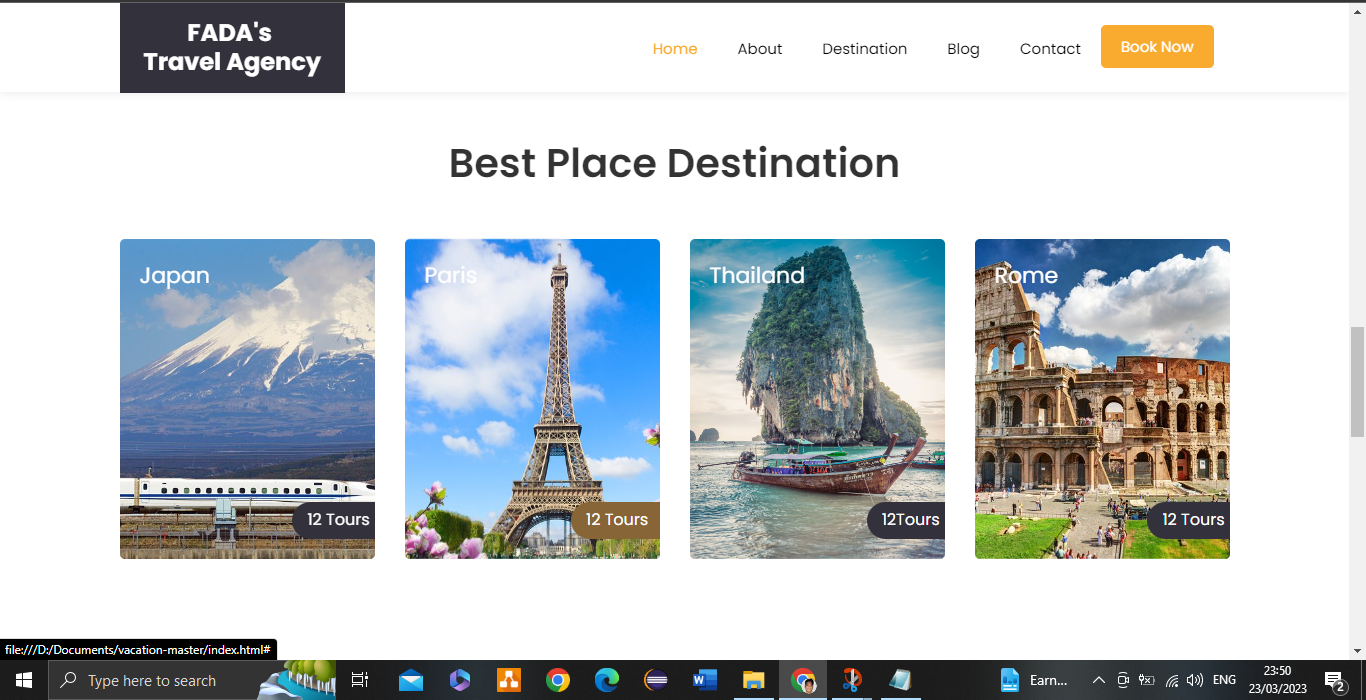 FADA's
Travel Agency
Home About Destination Blog Contact Book Now
Best Place Destination
Japan Paris Thailand Rome
12 Tours 12 Tours 12Tours 12 Tours
file:///D:/Documents/vacation-master/index.html#
Type here to search
Earn... ENG
23:50
23/03/2023
2